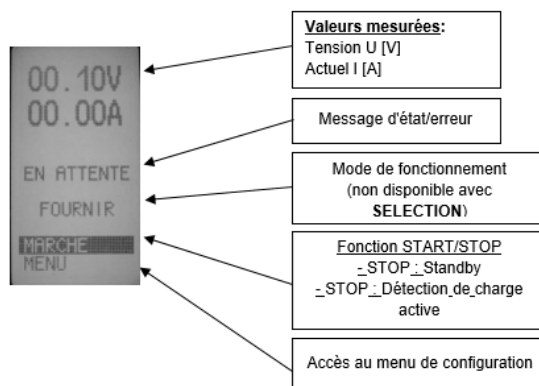 00.10V
00.00A
EN ATTENTE
FOURNIR
MARCHE
MENU
Valeurs mesurées:
Tension U [V]
Actuel I [A]
Message d'état/erreur
Mode de fonctionnement
(non disponible avec
SELECTION)
Fonction START/STOP
- STOP : Standby
- STOP : Détection de charge
active
Accès au menu de configuration